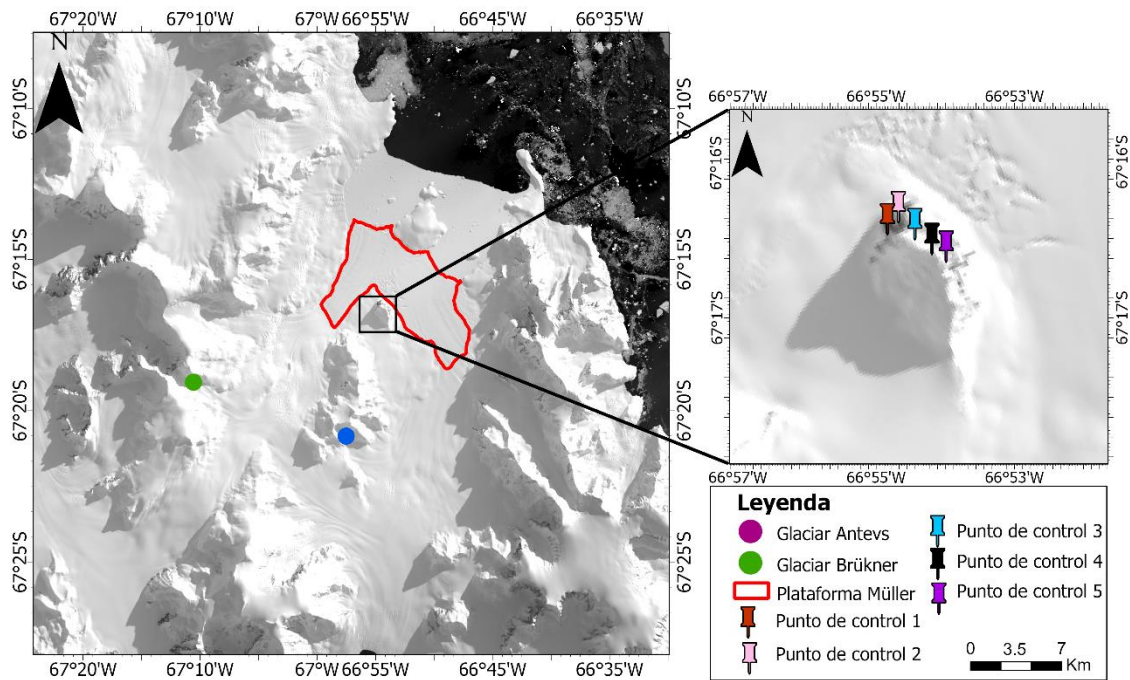 67°20'W 67°10'W 67°W 66°55'W 66°45'W 66°35'W
N
67°10'S
67°15'S
67°20'S
67°25'S
67°10'S
67°15'S
67°20'S
67°25'S
67°20'W 67°10'W 67°W 66°55'W 66°45'W 66°35'W
66°57'W 66°55'W 66°53'W
N
67°16'S
67°17'S
67°16'S
67°17'S
66°57'W 66°55'W 66°53'W
Leyenda
Glaciar Antevs
Glaciar Brükner
Plataforma Müller
Punto de control 1
Punto de control 2
Punto de control 3
Punto de control 4
Punto de control 5
0 3.5 7
Km